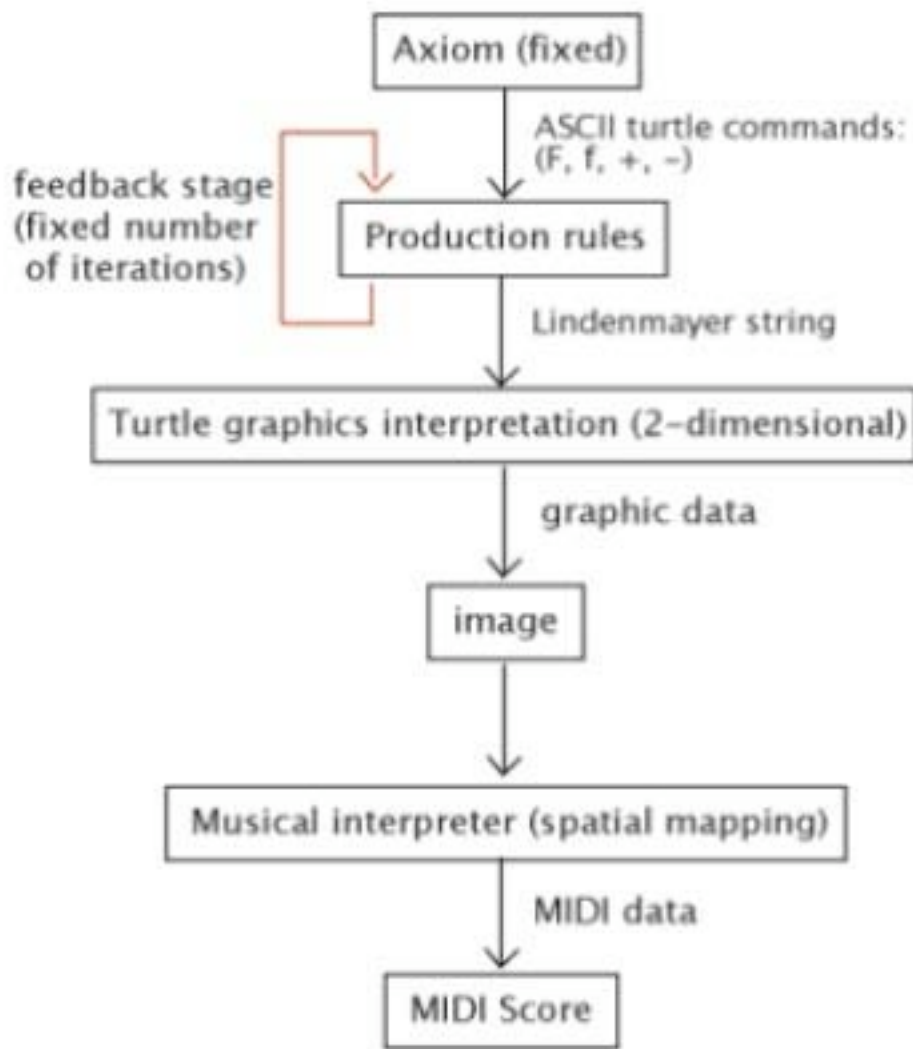 Axiom (fixed)
ASCII turtle commands:
(F, f, +, -)
feedback stage
(fixed number
of iterations)
Production rules
Lindenmayer string
Turtle graphics interpretation (2-dimensional)
graphic data
image
Musical interpreter (spatial mapping)
MIDI data
MIDI Score